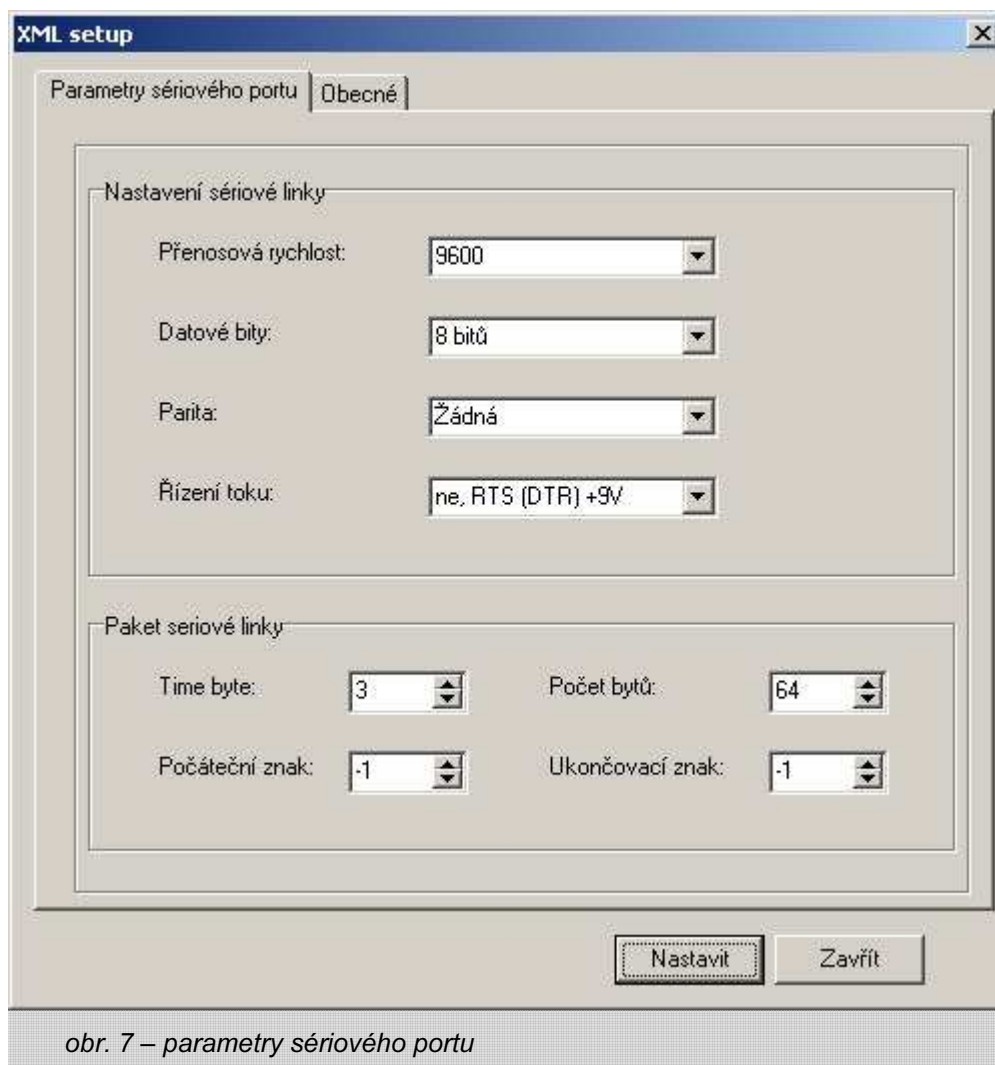 XML setup
Parametry sériového portu Obecné
Nastavení sériové linky
Přenosová rychlost: 9600
Datové bity: 8 bitů
Parita: Žádná
Řízení toku: ne, RTS (DTR) +9V
Paket seriové linky
Time byte: 3 Počet bytů: 64
Počáteční znak: -1 Ukončovací znak: -1
Nastavit Zavřít
obr. 7 – parametry sériového portu